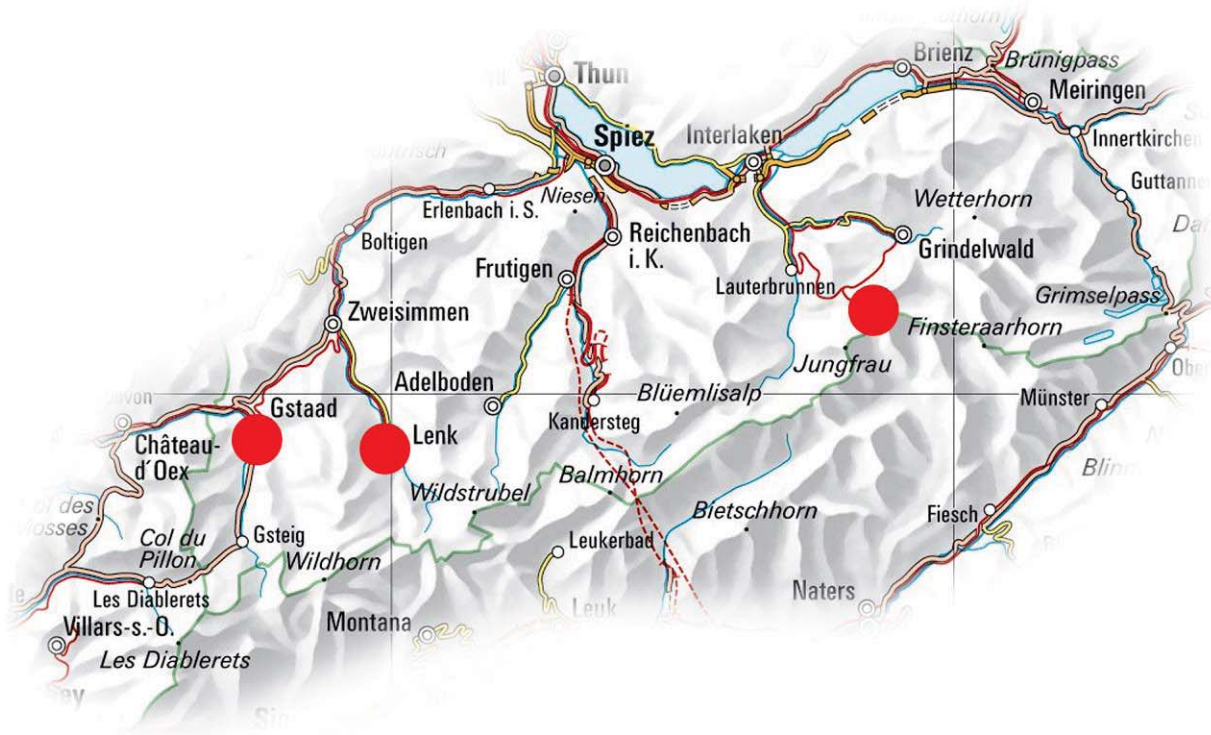 Thun
Brienz
Brünigpass
Meiringen
Spiez
Interlaken
Innertkirchen
Erlenbach i.S.
Niesen
Wetterhorn
Boltigen
Reichenbach
i.K.
Grindelwald
Frutigen
Lauterbrunnen
Grimselpass
Zweisimmen
Finsteraarhorn
Jungfrau
Adelboden
Blüemlisalp
Münster
Gstaad
Kandersteg
Château-
d'Oex
Lenk
Balmhorn
Wildstrubel
Bietschhorn
Fiesch
Col du
Pillon
Gsteig
Leukerbad
Wildhorn
Les Diablerets
Naters
Leuk
Villars-s.-O.
Montana
Les Diablerets